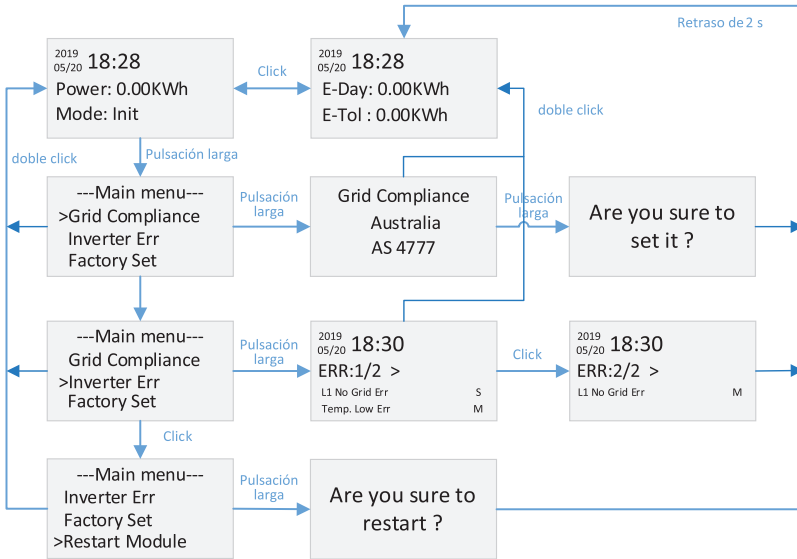 Retraso de 2 s
2019
05/20 18:28
Power: 0.00KWh
Mode: Init
Click
2019
05/20 18:28
E-Day: 0.00KWh
E-Tol : 0.00KWh
doble click
doble click
Pulsación larga
---Main menu---
>Grid Compliance
Inverter Err
Factory Set
Pulsación
larga
Grid Compliance
Australia
AS 4777
Pulsación
larga
Are you sure to
set it ?
---Main menu---
Grid Compliance
>Inverter Err
Factory Set
Pulsación
larga
2019
05/20 18:30
ERR:1/2 >
L1 No Grid Err S
Temp. Low Err M
Click
2019
05/20 18:30
ERR:2/2 >
L1 No Grid Err M
Click
---Main menu---
Inverter Err
Factory Set
>Restart Module
Pulsación
larga
Are you sure to
restart ?